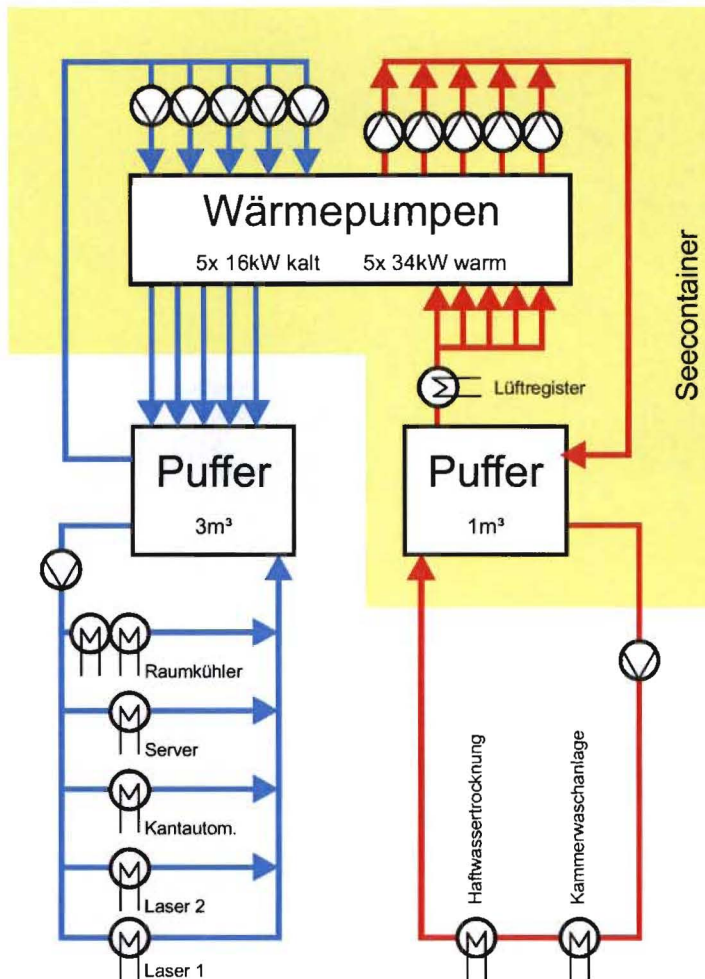 Wärmepumpen
5x 16kW kalt 5x 34kW warm
Seecontainer
Lüftregister
Puffer
3m³
Puffer
1m³
Raumkühler
Server
Kantautom.
Laser 2
Laser 1
Haftwassertrocknung
Kammerwaschanlage